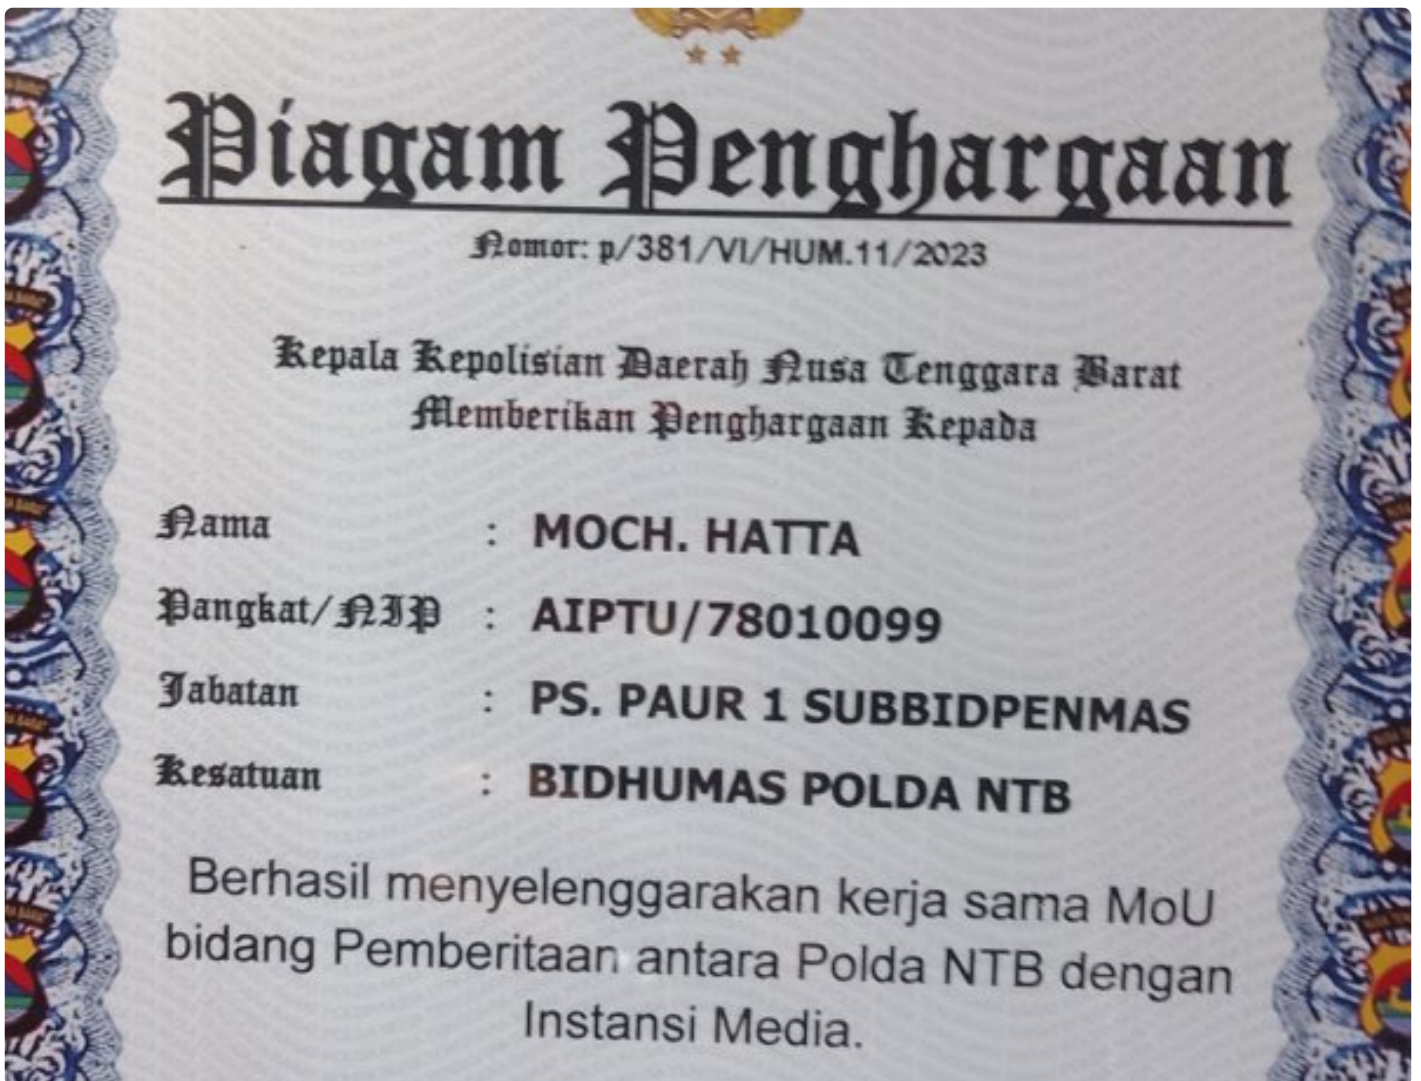 Piagam Penghargaan
Nomor: p/381/VI/HUM.11/2023
Kepala Kepolisian Daerah Nusa Tenggara Barat
Memberikan Penghargaan Kepada
Nama : MOCH. HATTA
Pangkat/NIP : AIPTU/78010099
Jabatan : PS. PAUR 1 SUBBIDPENMAS
Kesatuan : BIDHUMAS POLDA NTB
Berhasil menyelenggarakan kerja sama MoU
bidang Pemberitaan antara Polda NTB dengan
Instansi Media.